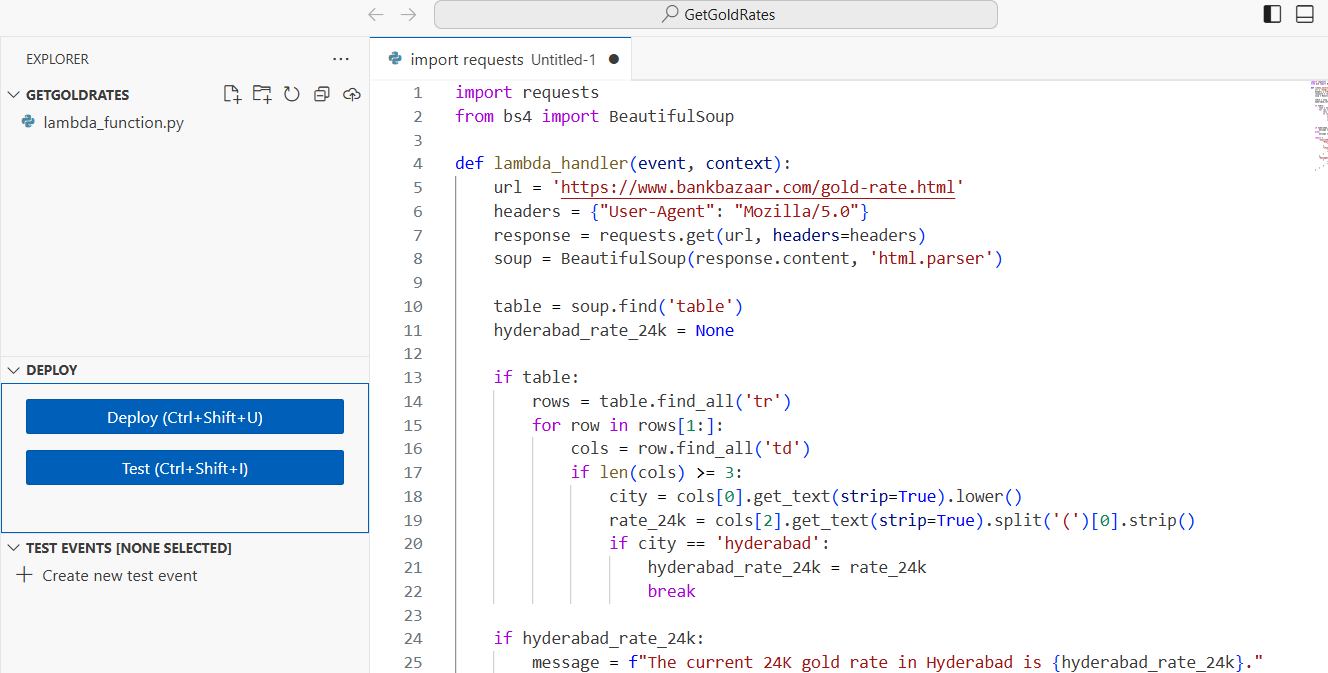 GetGoldRates
EXPLORER
GETGOLDRATES
lambda_function.py
DEPLOY
Deploy (Ctrl+Shift+U)
Test (Ctrl+Shift+I)
TEST EVENTS [NONE SELECTED]
Create new test event
import requests Untitled-1
1 import requests
2 from bs4 import BeautifulSoup
3
4 def lambda_handler(event, context):
5     url = 'https://www.bankbazaar.com/gold-rate.html'
6     headers = {"User-Agent": "Mozilla/5.0"}
7     response = requests.get(url, headers=headers)
8     soup = BeautifulSoup(response.content, 'html.parser')
9
10     table = soup.find('table')
11     hyderabad_rate_24k = None
12
13     if table:
14         rows = table.find_all('tr')
15         for row in rows[1:]:
16             cols = row.find_all('td')
17             if len(cols) >= 3:
18                 city = cols[0].get_text(strip=True).lower()
19                 rate_24k = cols[2].get_text(strip=True).split('(')[0].strip()
20                 if city == 'hyderabad':
21                     hyderabad_rate_24k = rate_24k
22                     break
23
24     if hyderabad_rate_24k:
25         message = f"The current 24K gold rate in Hyderabad is {hyderabad_rate_24k}."